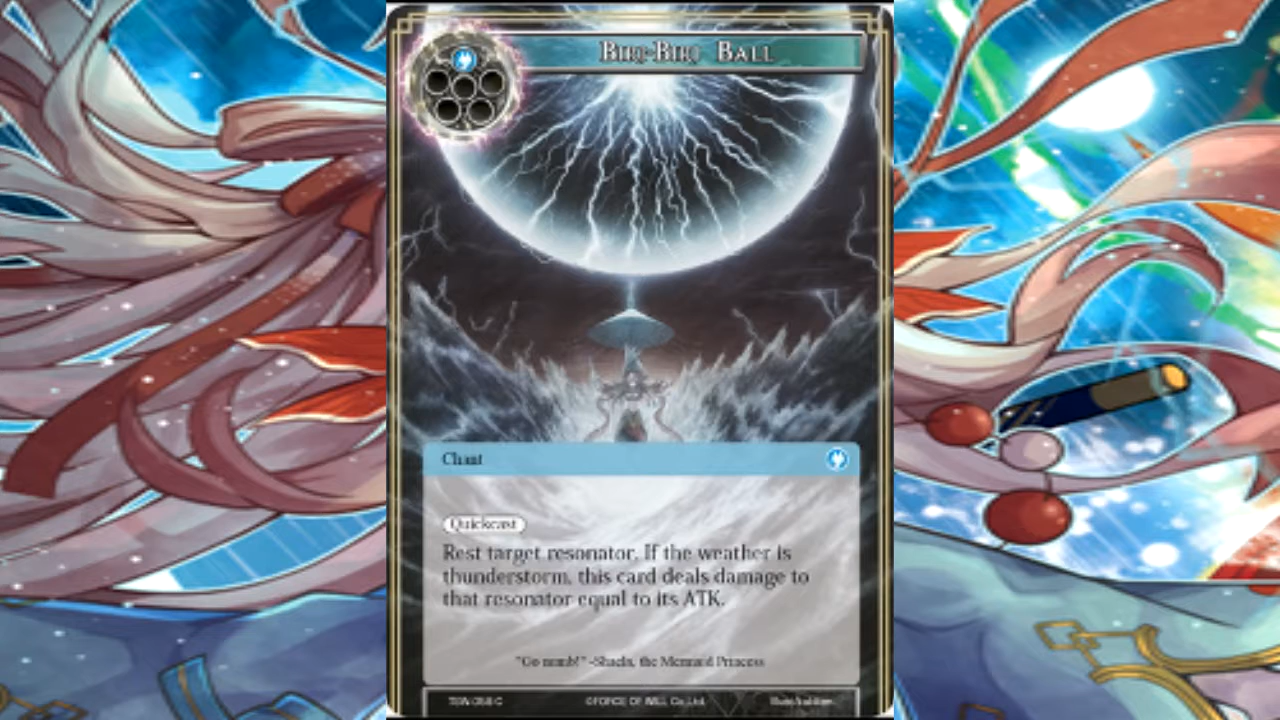 Biri-Biri Ball
Chant
Quickcast
Rest target resonator. If the weather is
thunderstorm, this card deals damage to
that resonator equal to its ATK.
"Go numb!" -Shaela, the Mermaid Princess
©FORCE OF WILL Co.,Ltd.